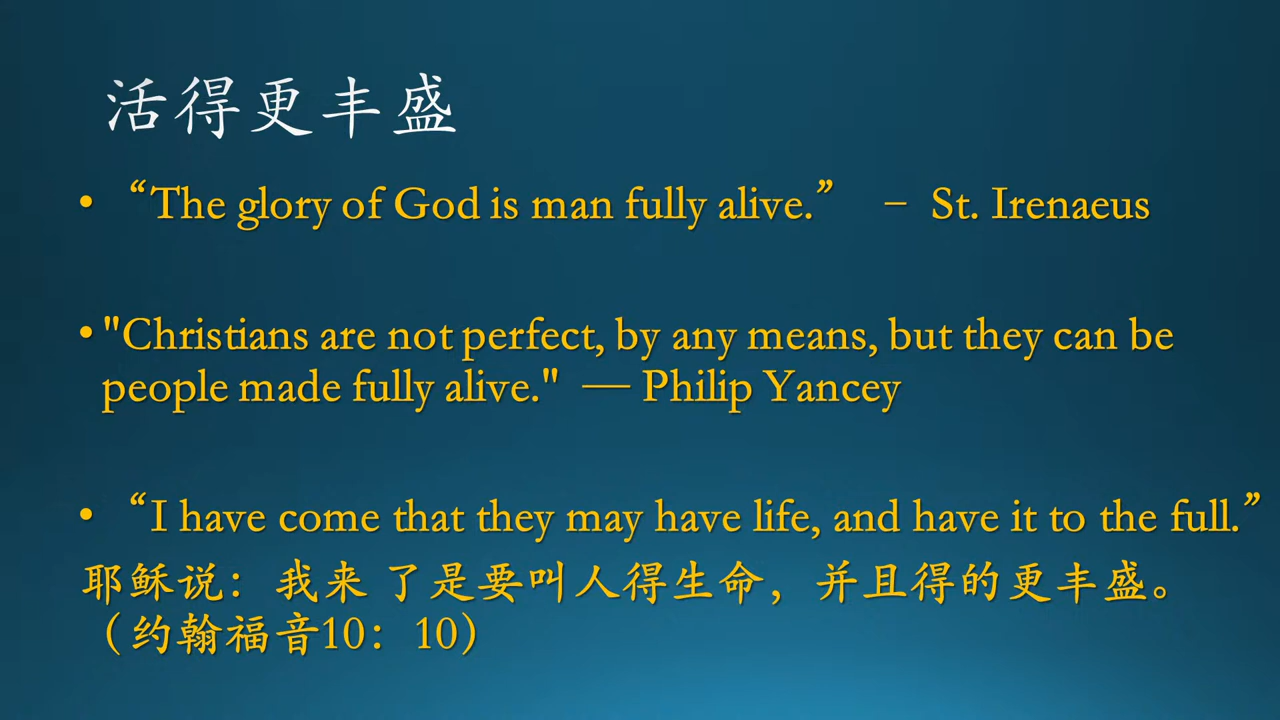 活得更丰盛
• “The glory of God is man fully alive.” – St. Irenaeus
• "Christians are not perfect, by any means, but they can be
people made fully alive." — Philip Yancey
• “I have come that they may have life, and have it to the full.”
耶稣说：我来 了是要叫人得生命，并且得的更丰盛。
（约翰福音10：10）